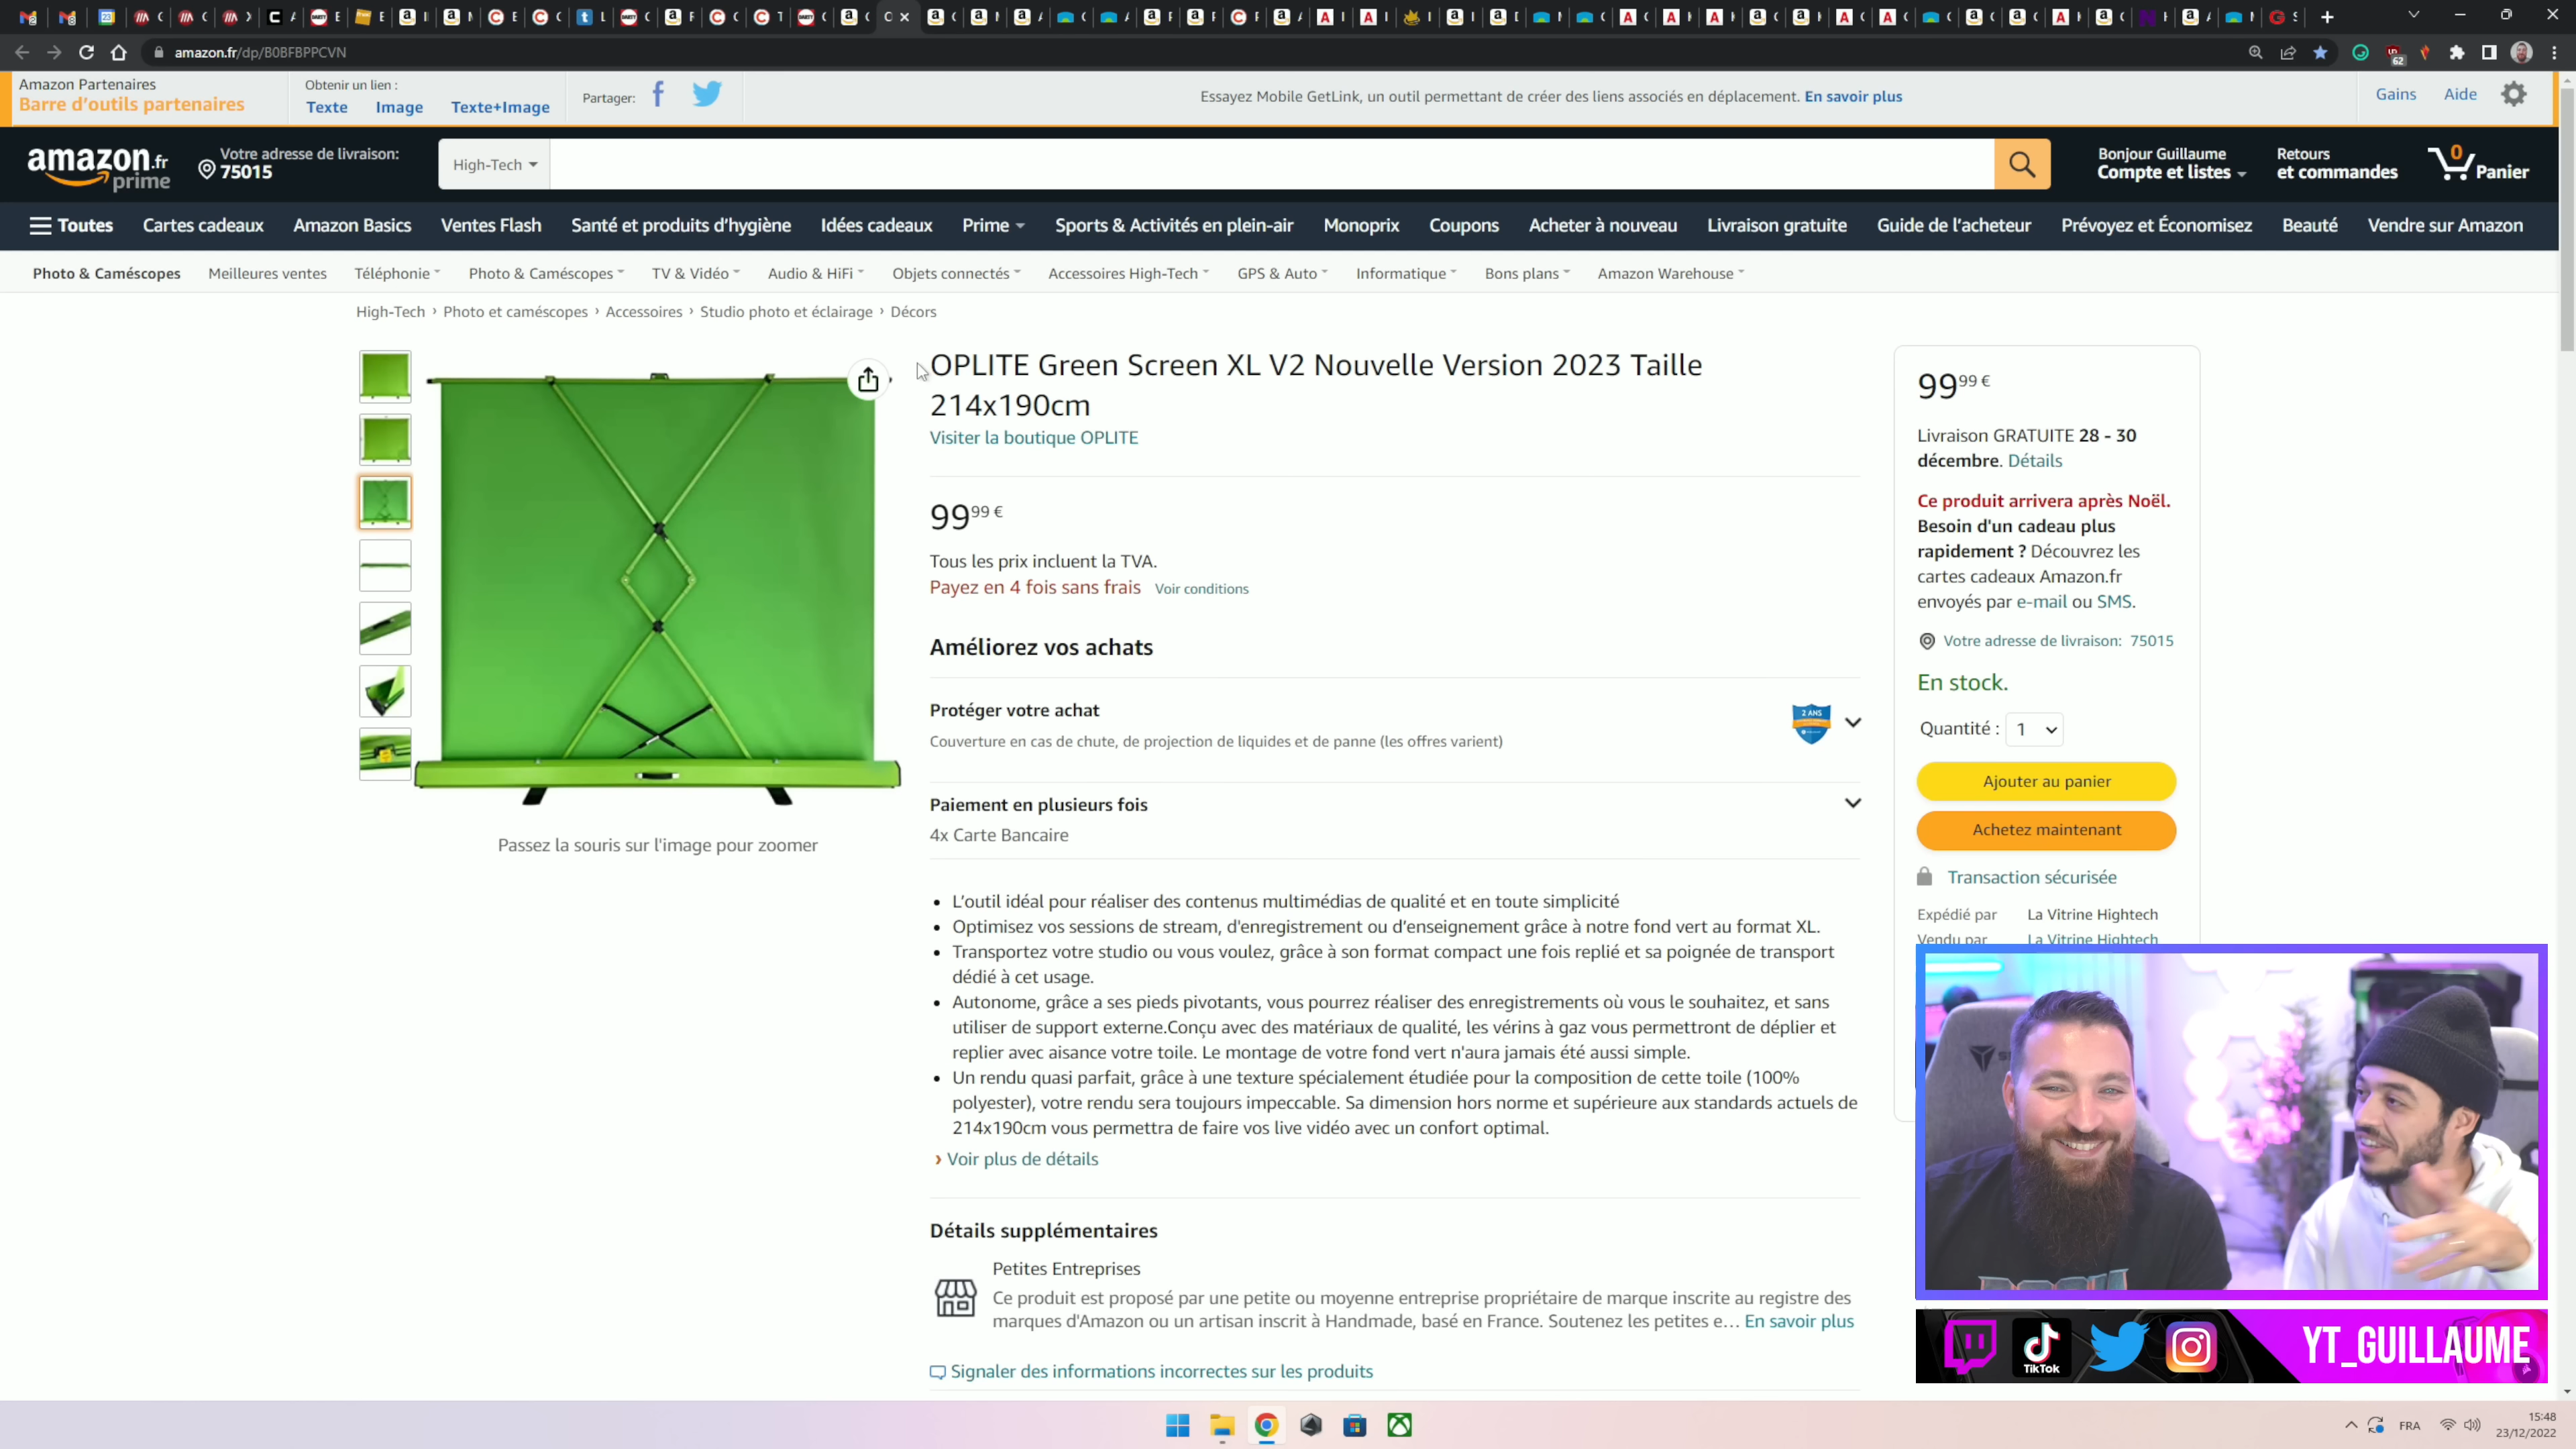 amazon.fr/dp/B0BFBPPCVN
62
Amazon Partenaires
Barre d'outils partenaires
Obtenir un lien :
Texte Image Texte+Image
Partager:
Essayez Mobile GetLink, un outil permettant de créer des liens associés en déplacement. En savoir plus
Gains Aide
amazon.fr
prime
Votre adresse de livraison:
75015
High-Tech
Bonjour Guillaume
Compte et listes
Retours
et commandes
0
Panier
Toutes Cartes cadeaux Amazon Basics Ventes Flash Santé et produits d'hygiène Idées cadeaux Prime Sports & Activités en plein-air Monoprix Coupons Acheter à nouveau Livraison gratuite Guide de l'acheteur Prévoyez et Économisez Beauté Vendre sur Amazon
Photo & Caméscopes Meilleures ventes Téléphonie Photo & Caméscopes TV & Vidéo Audio & HiFi Objets connectés Accessoires High-Tech GPS & Auto Informatique Bons plans Amazon Warehouse
High-Tech › Photo et caméscopes › Accessoires › Studio photo et éclairage › Décors
Passez la souris sur l'image pour zoomer
OPLITE Green Screen XL V2 Nouvelle Version 2023 Taille
214x190cm
Visiter la boutique OPLITE
99,99 €
Tous les prix incluent la TVA.
Payez en 4 fois sans frais Voir conditions
Améliorez vos achats
Protéger votre achat
2 ANS
Couverture en cas de chute, de projection de liquides et de panne (les offres varient)
Paiement en plusieurs fois
4x Carte Bancaire
• L'outil idéal pour réaliser des contenus multimédias de qualité et en toute simplicité
• Optimisez vos sessions de stream, d'enregistrement ou d'enseignement grâce à notre fond vert au format XL.
• Transportez votre studio ou vous voulez, grâce à son format compact une fois replié et sa poignée de transport
dédié à cet usage.
• Autonome, grâce a ses pieds pivotants, vous pourrez réaliser des enregistrements où vous le souhaitez, et sans
utiliser de support externe.Conçu avec des matériaux de qualité, les vérins à gaz vous permettront de déplier et
replier avec aisance votre toile. Le montage de votre fond vert n'aura jamais été aussi simple.
• Un rendu quasi parfait, grâce à une texture spécialement étudiée pour la composition de cette toile (100%
polyester), votre rendu sera toujours impeccable. Sa dimension hors norme et supérieure aux standards actuels de
214x190cm vous permettra de faire vos live vidéo avec un confort optimal.
› Voir plus de détails
Détails supplémentaires
Petites Entreprises
Ce produit est proposé par une petite ou moyenne entreprise propriétaire de marque inscrite au registre des
marques d'Amazon ou un artisan inscrit à Handmade, basé en France. Soutenez les petites e... En savoir plus
Signaler des informations incorrectes sur les produits
99,99 €
Livraison GRATUITE 28 - 30
décembre. Détails
Ce produit arrivera après Noël.
Besoin d'un cadeau plus
rapidement ? Découvrez les
cartes cadeaux Amazon.fr
envoyés par e-mail ou SMS.
Votre adresse de livraison: 75015
En stock.
Quantité : 1
Ajouter au panier
Achetez maintenant
Transaction sécurisée
Expédié par La Vitrine Hightech
Vendu par La Vitrine Hightech
TikTok
YT_GUILLAUME
FRA
15:48
23/12/2022